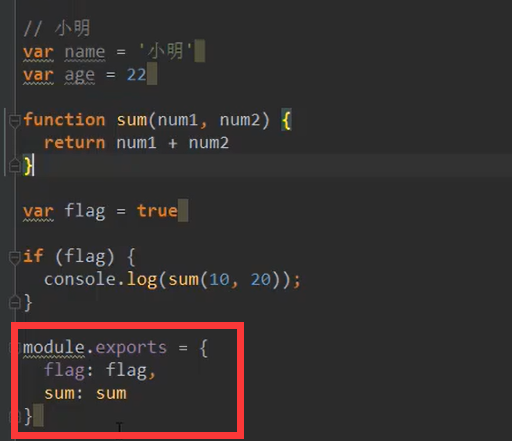 // 小明
var name = '小明'
var age = 22
function sum(num1, num2) {
return num1 + num2
}
var flag = true
if (flag) {
console.log(sum(10, 20));
}
module.exports = {
flag: flag,
sum: sum
}